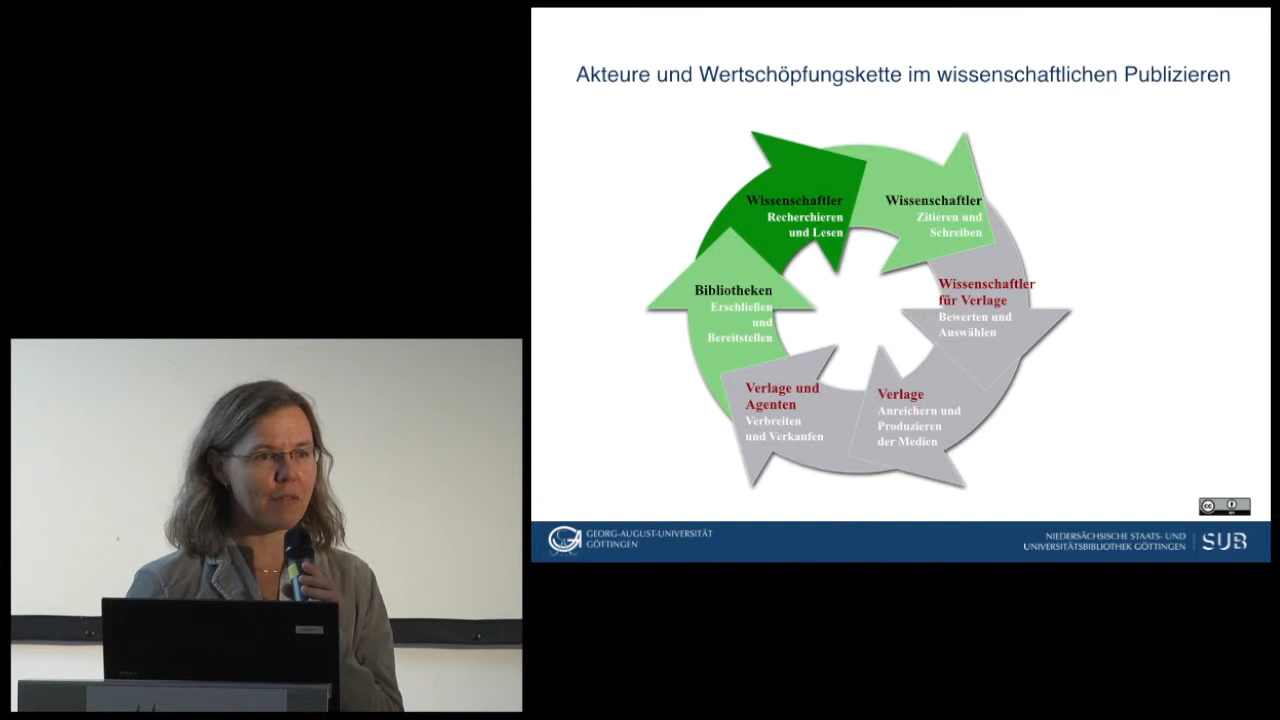 Akteure und Wertschöpfungskette im wissenschaftlichen Publizieren
Wissenschaftler
Recherchieren
und Lesen
Wissenschaftler
Zitieren und
Schreiben
Wissenschaftler
für Verlage
Bewerten und
Auswählen
Verlage
Anreichern und
Produzieren
der Medien
Verlage und
Agenten
Verbreiten
und Verkaufen
Bibliotheken
Erschließen
und
Bereitstellen
cc
GEORG-AUGUST-UNIVERSITÄT
GÖTTINGEN
NIEDERSÄCHSISCHE STAATS- UND
UNIVERSITÄTSBIBLIOTHEK GÖTTINGEN
SUB